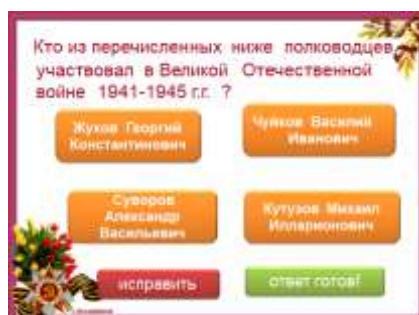 Кто из перечисленных ниже полководцев
участвовал в Великой Отечественной
войне 1941-1945 г.г. ?
Жуков Георгий
Константинович
Чуйков Василий
Иванович
Суворов
Александр
Васильевич
Кутузов Михаил
Илларионович
исправить
ответ готов!